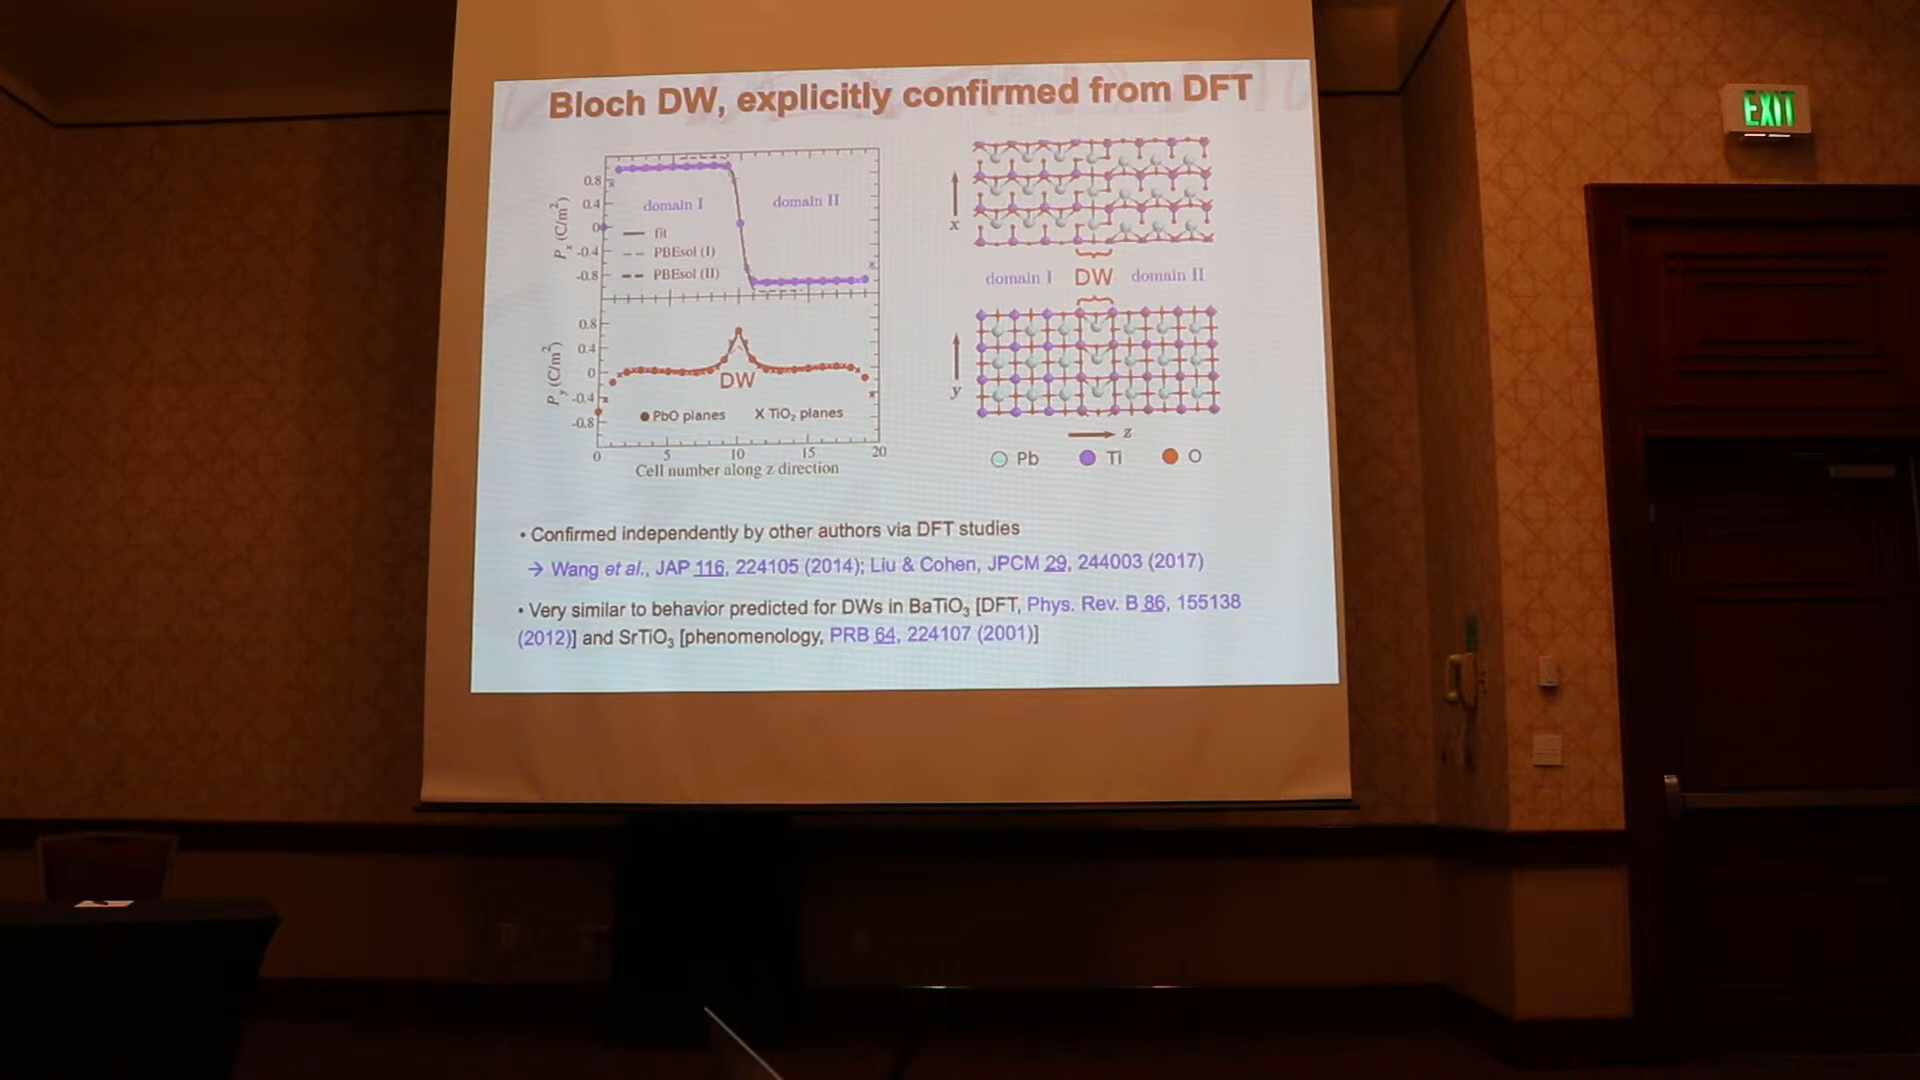 Bloch DW, explicitly confirmed from DFT
EXIT
0.8
0.4
0
-0.4
-0.8
Px (C/m²)
domain I
domain II
fit
PBEsol (I)
PBEsol (II)
0.8
0.4
0
-0.4
-0.8
Py (C/m²)
DW
PbO planes
X TiO₂ planes
0
5
10
15
20
Cell number along z direction
x
domain I
DW
domain II
y
z
Pb
Ti
O
• Confirmed independently by other authors via DFT studies
→ Wang et al., JAP 116, 224105 (2014); Liu & Cohen, JPCM 29, 244003 (2017)
• Very similar to behavior predicted for DWs in BaTiO₃ [DFT, Phys. Rev. B 86, 155138
(2012)] and SrTiO₃ [phenomenology, PRB 64, 224107 (2001)]